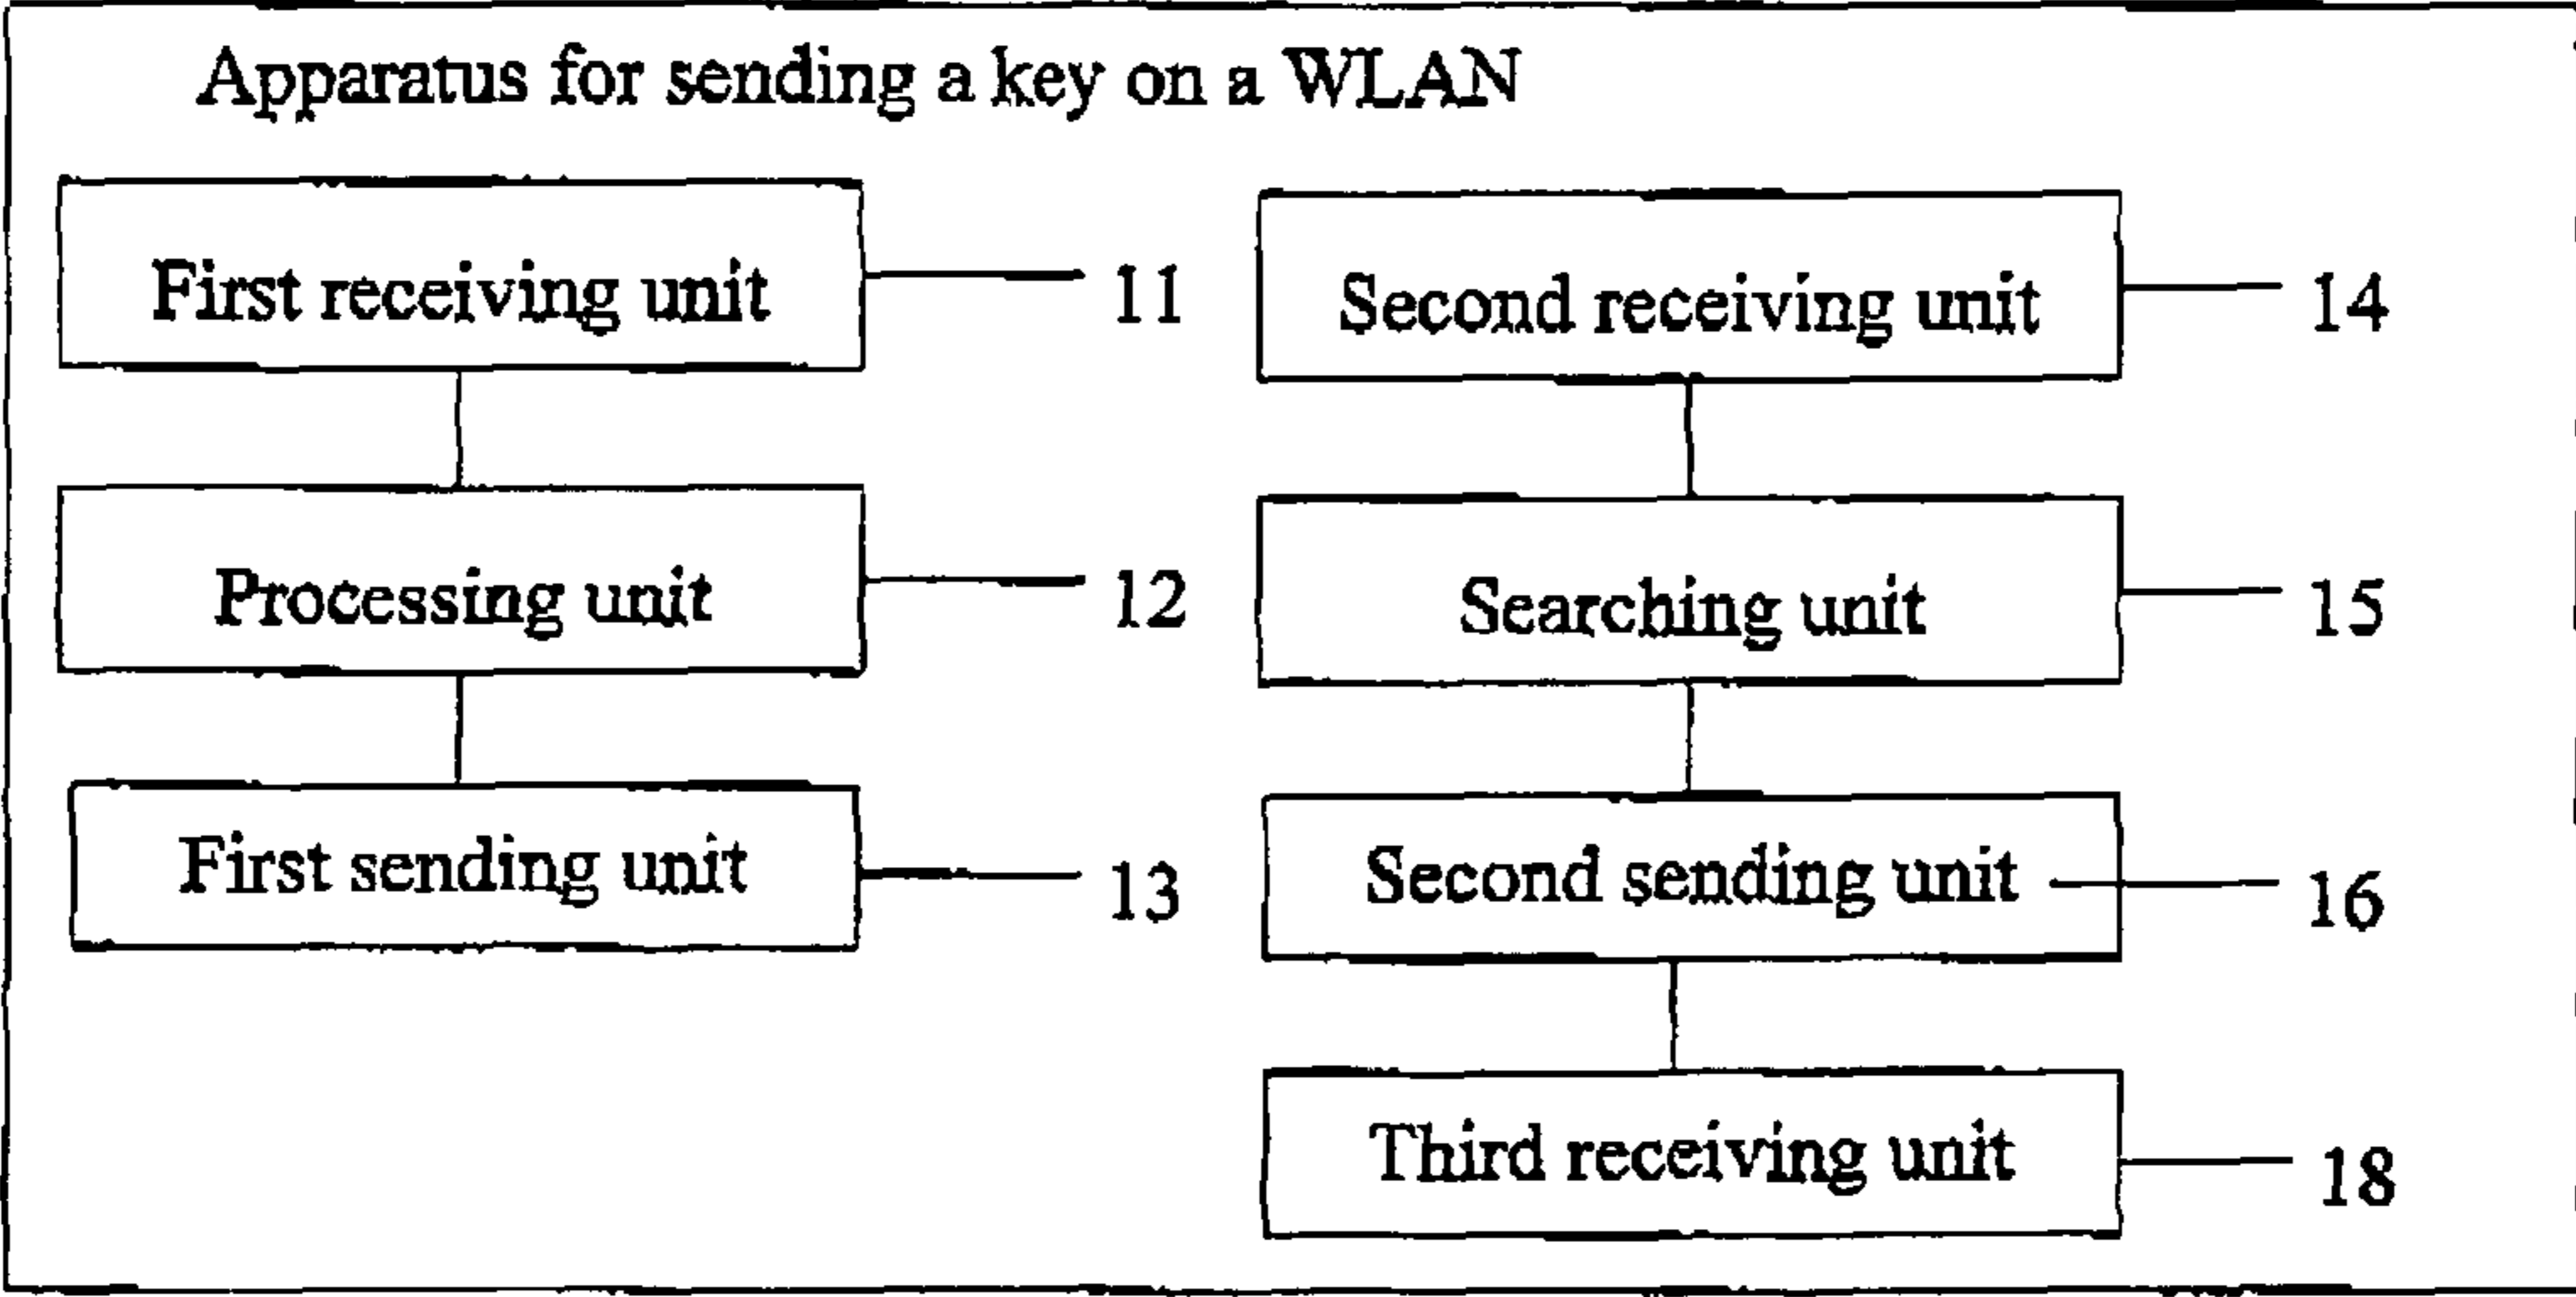 Apparatus for sending a key on a WLAN
First receiving unit
11
Processing unit
12
First sending unit
13
Second receiving unit
14
Searching unit
15
Second sending unit
16
Third receiving unit
18